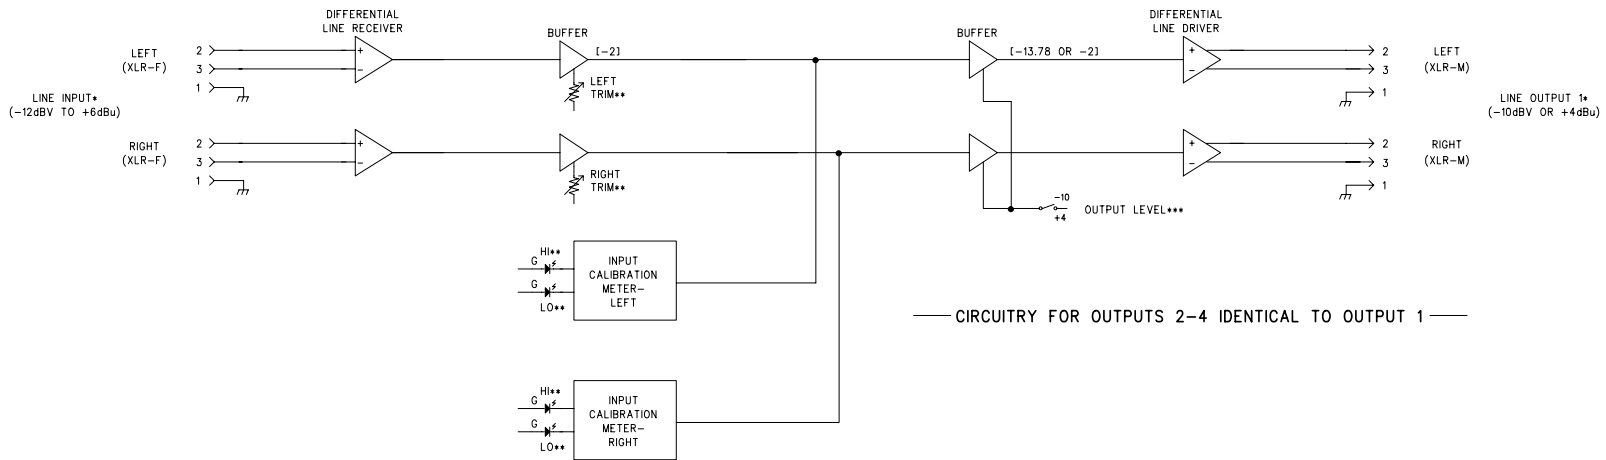 DIFFERENTIAL
LINE RECEIVER
DIFFERENTIAL
LINE DRIVER
BUFFER
[-2]
BUFFER
[-13.78 OR -2]
LEFT
(XLR-F)
2
+
3
-
1
LEFT
TRIM**
+
-
2
3
1
LEFT
(XLR-M)
LINE INPUT*
(-12dBV TO +6dBu)
LINE OUTPUT 1*
(-10dBV OR +4dBu)
RIGHT
(XLR-F)
2
+
3
-
1
RIGHT
TRIM**
+
-
2
3
1
RIGHT
(XLR-M)
-10
+4
OUTPUT LEVEL***
HI**
G
G
LO**
INPUT
CALIBRATION
METER-
LEFT
CIRCUITRY FOR OUTPUTS 2-4 IDENTICAL TO OUTPUT 1
HI**
G
G
LO**
INPUT
CALIBRATION
METER-
RIGHT